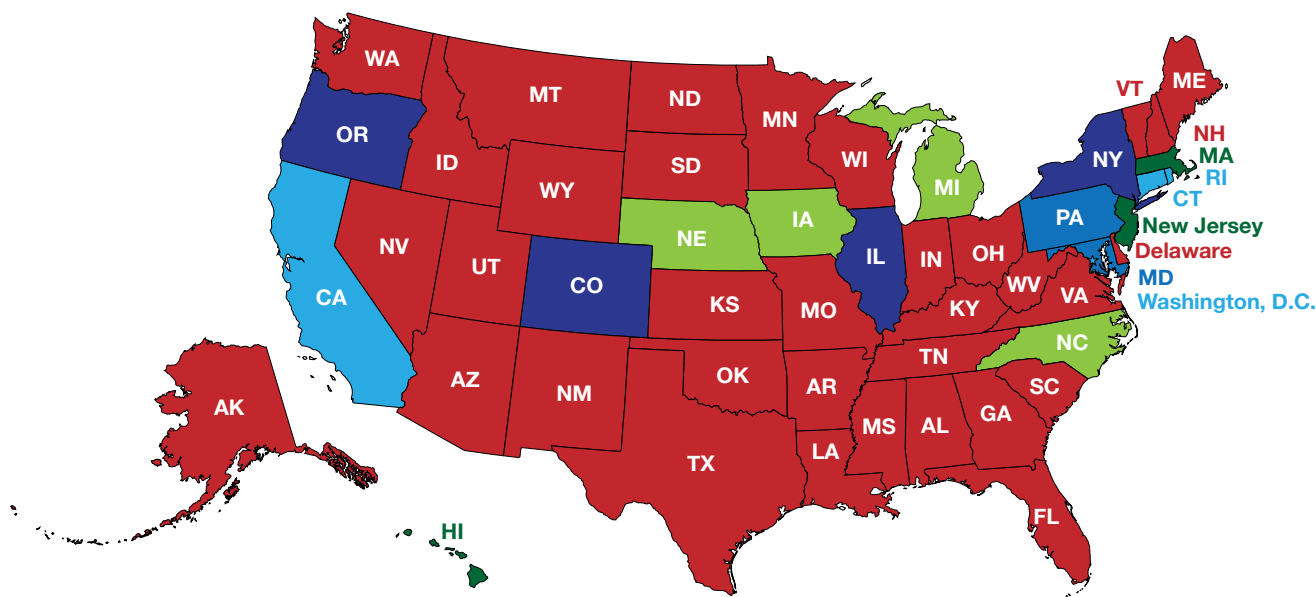 WA
MT
ND
MN
VT
ME
OR
ID
SD
WI
MI
NY
NH
MA
RI
CT
WY
NE
IA
PA
New Jersey
Delaware
MD
Washington, D.C.
NV
UT
CO
IL
IN
OH
WV
VA
CA
KS
MO
KY
NC
AZ
NM
OK
AR
TN
SC
AK
TX
LA
MS
AL
GA
FL
HI